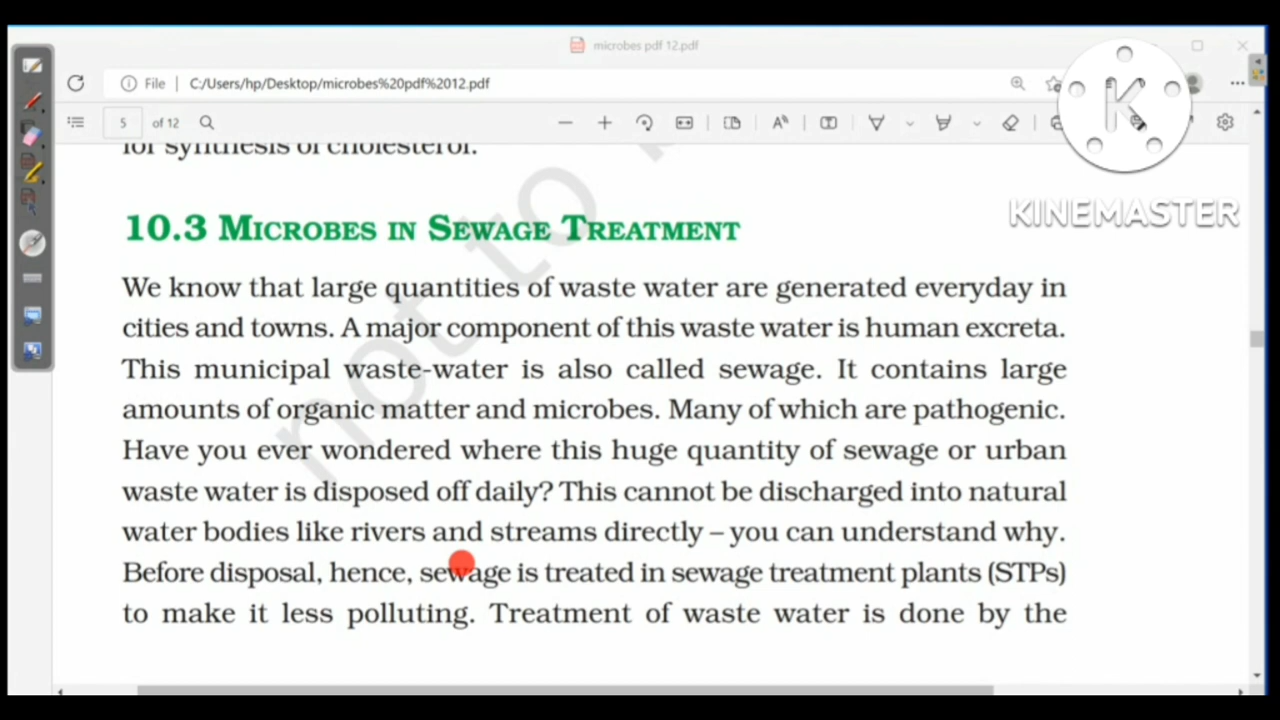 microbes pdf 12.pdf
File | C:/Users/hp/Desktop/microbes%20pdf%2012.pdf
5 of 12
KINEMASTER
for synthesis of cholesterol.
10.3 MICROBES IN SEWAGE TREATMENT
We know that large quantities of waste water are generated everyday in
cities and towns. A major component of this waste water is human excreta.
This municipal waste-water is also called sewage. It contains large
amounts of organic matter and microbes. Many of which are pathogenic.
Have you ever wondered where this huge quantity of sewage or urban
waste water is disposed off daily? This cannot be discharged into natural
water bodies like rivers and streams directly – you can understand why.
Before disposal, hence, sewage is treated in sewage treatment plants (STPs)
to make it less polluting. Treatment of waste water is done by the
not to